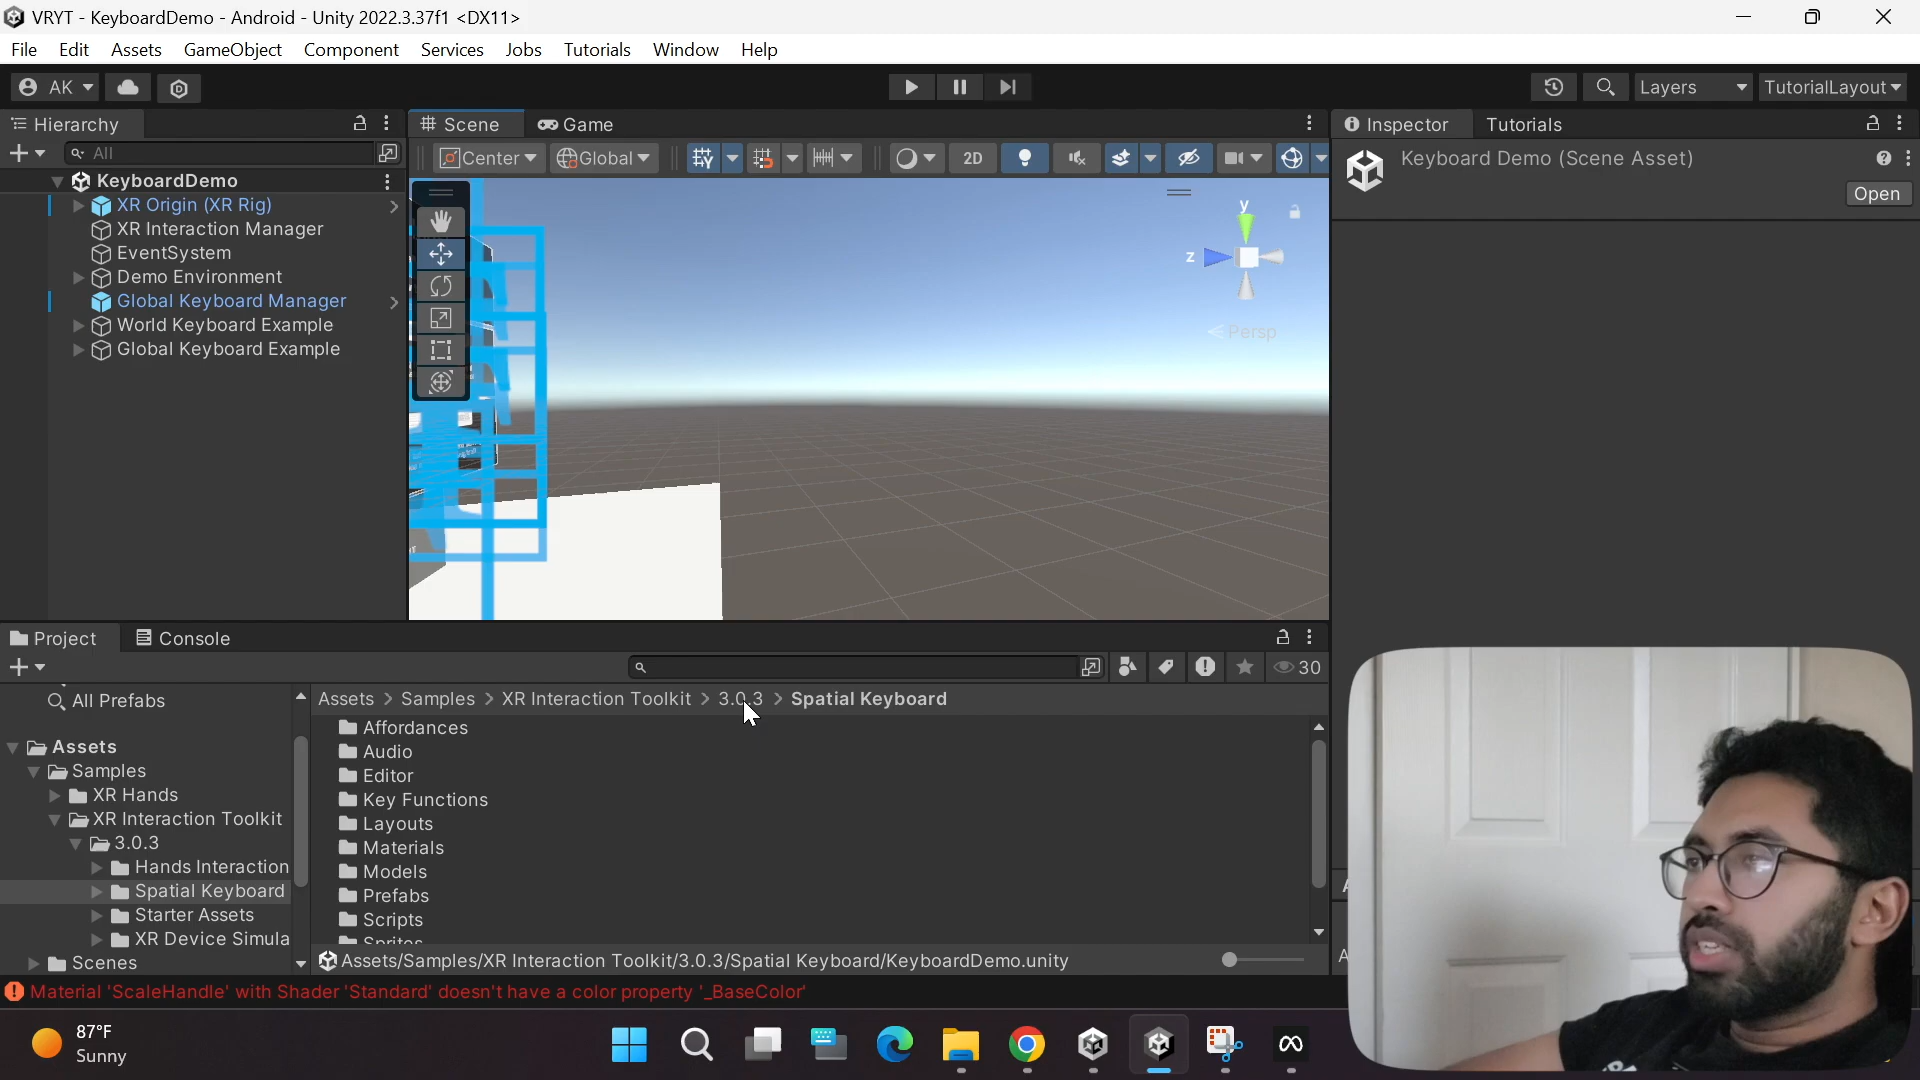 VRYT - KeyboardDemo - Android - Unity 2022.3.37f1 <DX11>
File Edit Assets GameObject Component Services Jobs Tutorials Window Help
AK Layers TutorialLayout
Hierarchy Scene Game Inspector Tutorials
All Center Global 2D Keyboard Demo (Scene Asset)
KeyboardDemo Open
XR Origin (XR Rig)
XR Interaction Manager
EventSystem
Demo Environment
Global Keyboard Manager
World Keyboard Example
Global Keyboard Example
y
z
Persp
Project Console
30
All Prefabs
Assets > Samples > XR Interaction Toolkit > 3.0.3 > Spatial Keyboard
Assets
Samples
XR Hands
XR Interaction Toolkit
3.0.3
Hands Interaction
Spatial Keyboard
Starter Assets
XR Device Simula
Scenes
Affordances
Audio
Editor
Key Functions
Layouts
Materials
Models
Prefabs
Scripts
Sprites
Assets/Samples/XR Interaction Toolkit/3.0.3/Spatial Keyboard/KeyboardDemo.unity
Material 'ScaleHandle' with Shader 'Standard' doesn't have a color property '_BaseColor'
87°F
Sunny